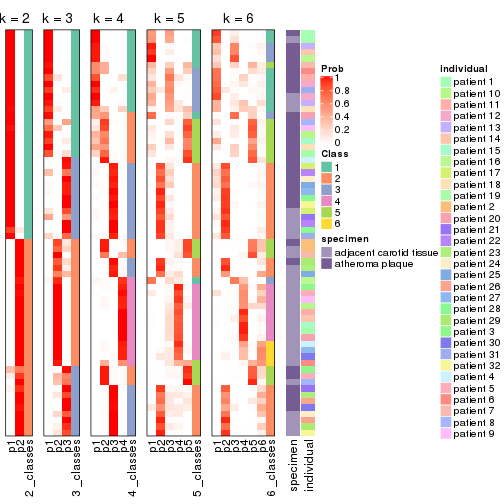 k = 2 k = 3 k = 4 k = 5 k = 6
p1
p2
2_classes
p1
p2
p3
3_classes
p1
p2
p3
p4
4_classes
p1
p2
p3
p4
p5
5_classes
p1
p2
p3
p4
p5
p6
6_classes
specimen
individual
Prob
1
0.8
0.6
0.4
0.2
0
Class
1
2
3
4
5
6
specimen
adjacent carotid tissue
atheroma plaque
individual
patient 1
patient 10
patient 11
patient 12
patient 13
patient 14
patient 15
patient 16
patient 17
patient 18
patient 19
patient 2
patient 20
patient 21
patient 22
patient 23
patient 24
patient 25
patient 26
patient 27
patient 28
patient 29
patient 3
patient 30
patient 31
patient 32
patient 4
patient 5
patient 6
patient 7
patient 8
patient 9